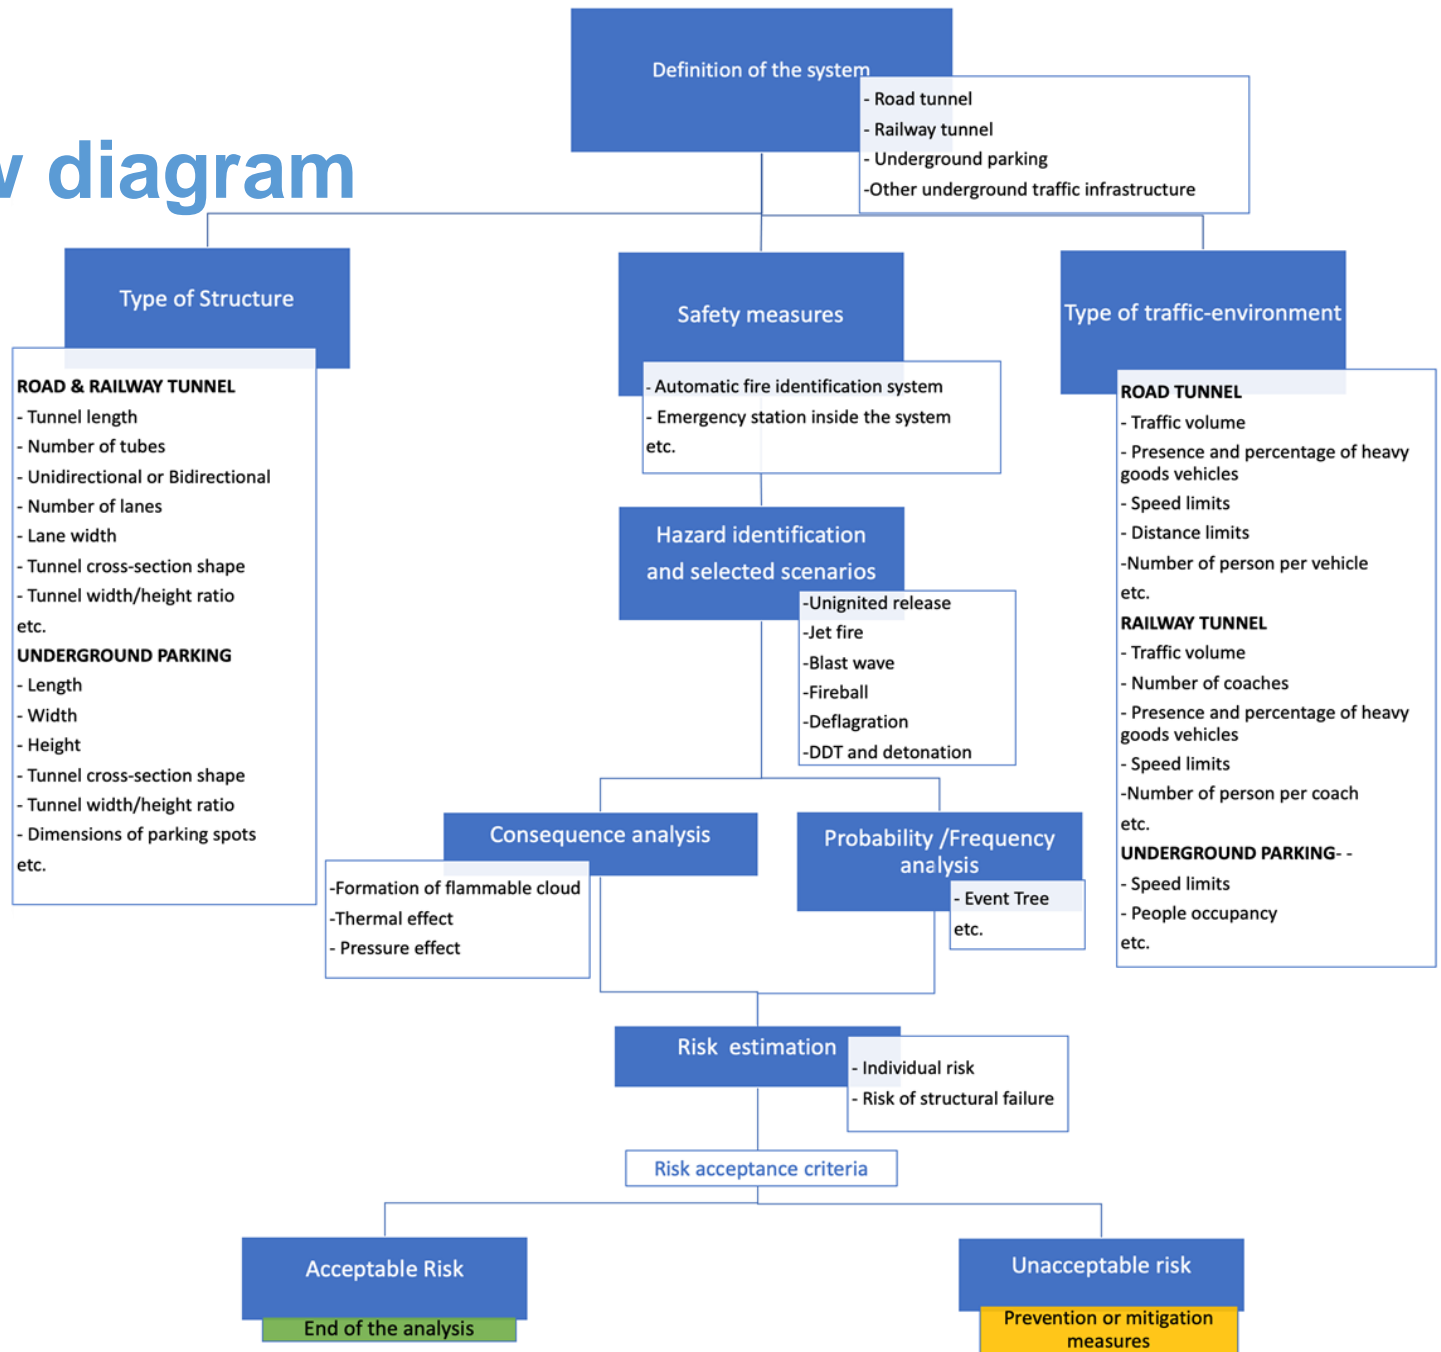 w diagram
Definition of the system
- Road tunnel
- Railway tunnel
- Underground parking
-Other underground traffic infrastructure
Type of Structure
ROAD & RAILWAY TUNNEL
- Tunnel length
- Number of tubes
- Unidirectional or Bidirectional
- Number of lanes
- Lane width
- Tunnel cross-section shape
- Tunnel width/height ratio
etc.
UNDERGROUND PARKING
- Length
- Width
- Height
- Tunnel cross-section shape
- Tunnel width/height ratio
- Dimensions of parking spots
etc.
Safety measures
- Automatic fire identification system
- Emergency station inside the system
etc.
Type of traffic-environment
ROAD TUNNEL
- Traffic volume
- Presence and percentage of heavy
goods vehicles
- Speed limits
- Distance limits
-Number of person per vehicle
etc.
RAILWAY TUNNEL
- Traffic volume
- Number of coaches
- Presence and percentage of heavy
goods vehicles
- Speed limits
-Number of person per coach
etc.
UNDERGROUND PARKING- -
- Speed limits
- People occupancy
etc.
Hazard identification
and selected scenarios
-Unignited release
-Jet fire
-Blast wave
-Fireball
-Deflagration
-DDT and detonation
Consequence analysis
-Formation of flammable cloud
-Thermal effect
- Pressure effect
Probability /Frequency
analysis
- Event Tree
etc.
Risk estimation
- Individual risk
- Risk of structural failure
Risk acceptance criteria
Acceptable Risk
End of the analysis
Unacceptable risk
Prevention or mitigation
measures